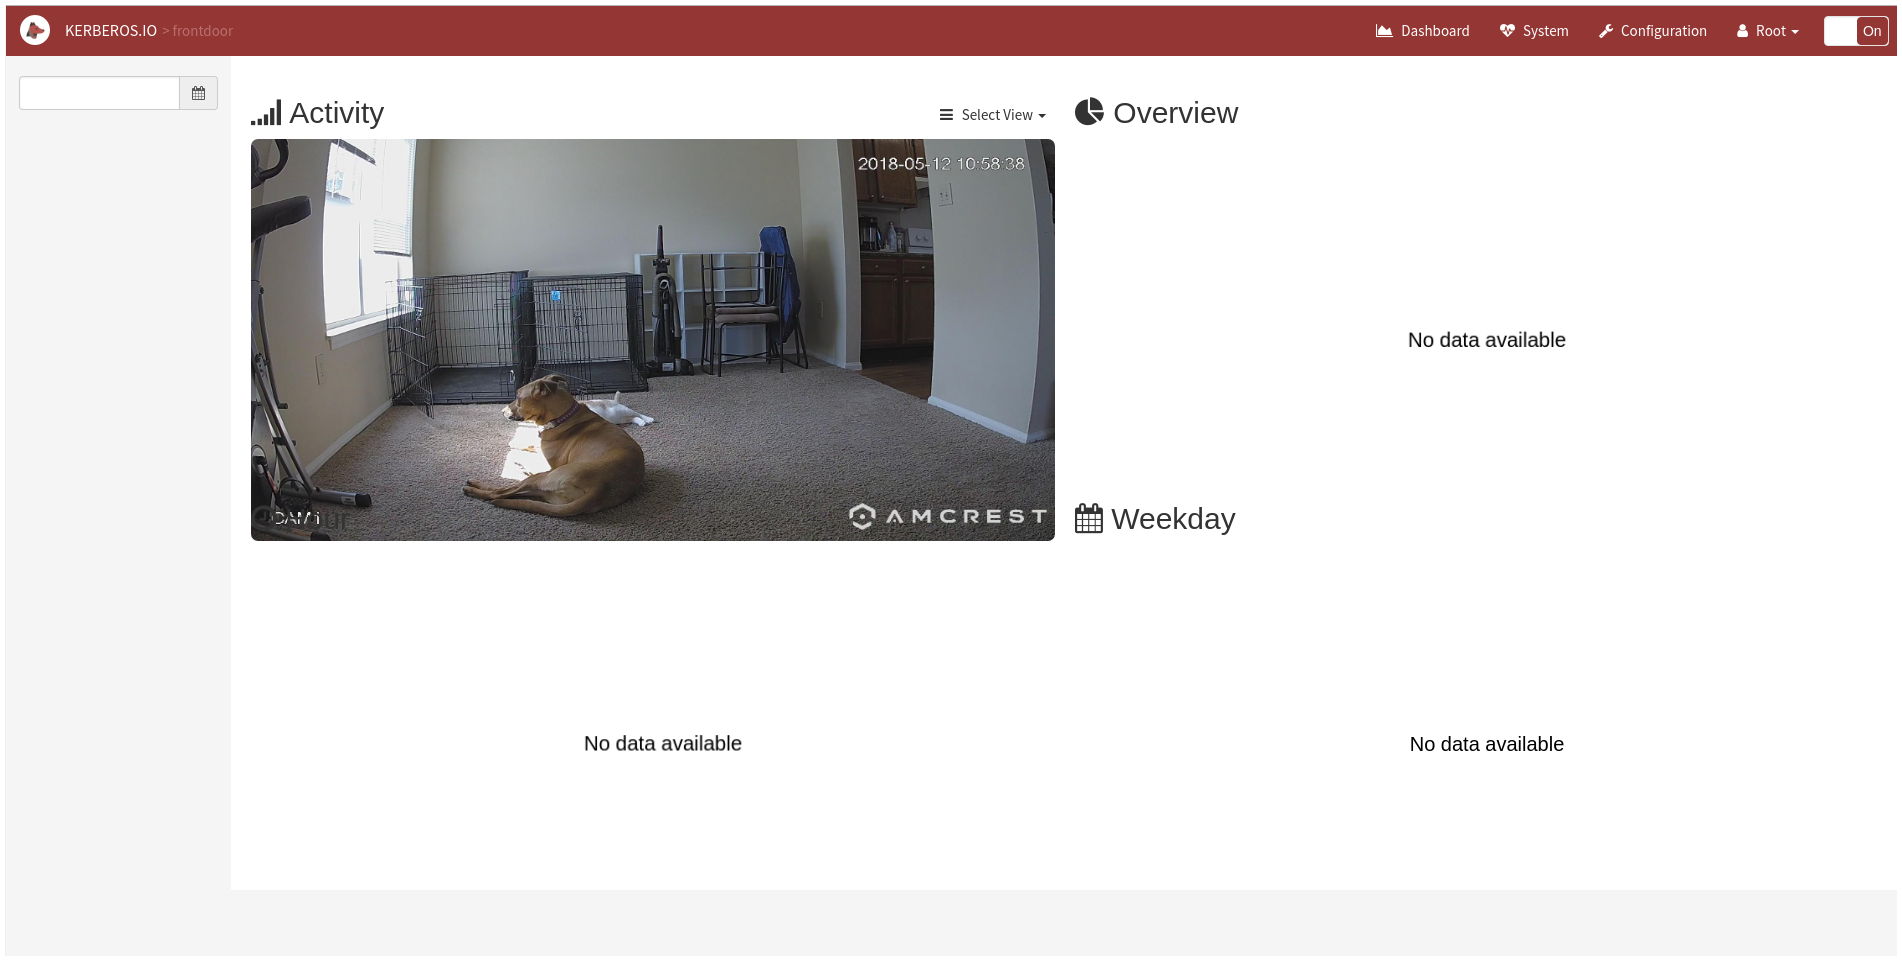 KERBEROS.IO > frontdoor
Dashboard
System
Configuration
Root
On
Activity
Select View
Overview
2018-05-12 10:58:38
No data available
Hour
CAM1
AMCREST
Weekday
No data available
No data available